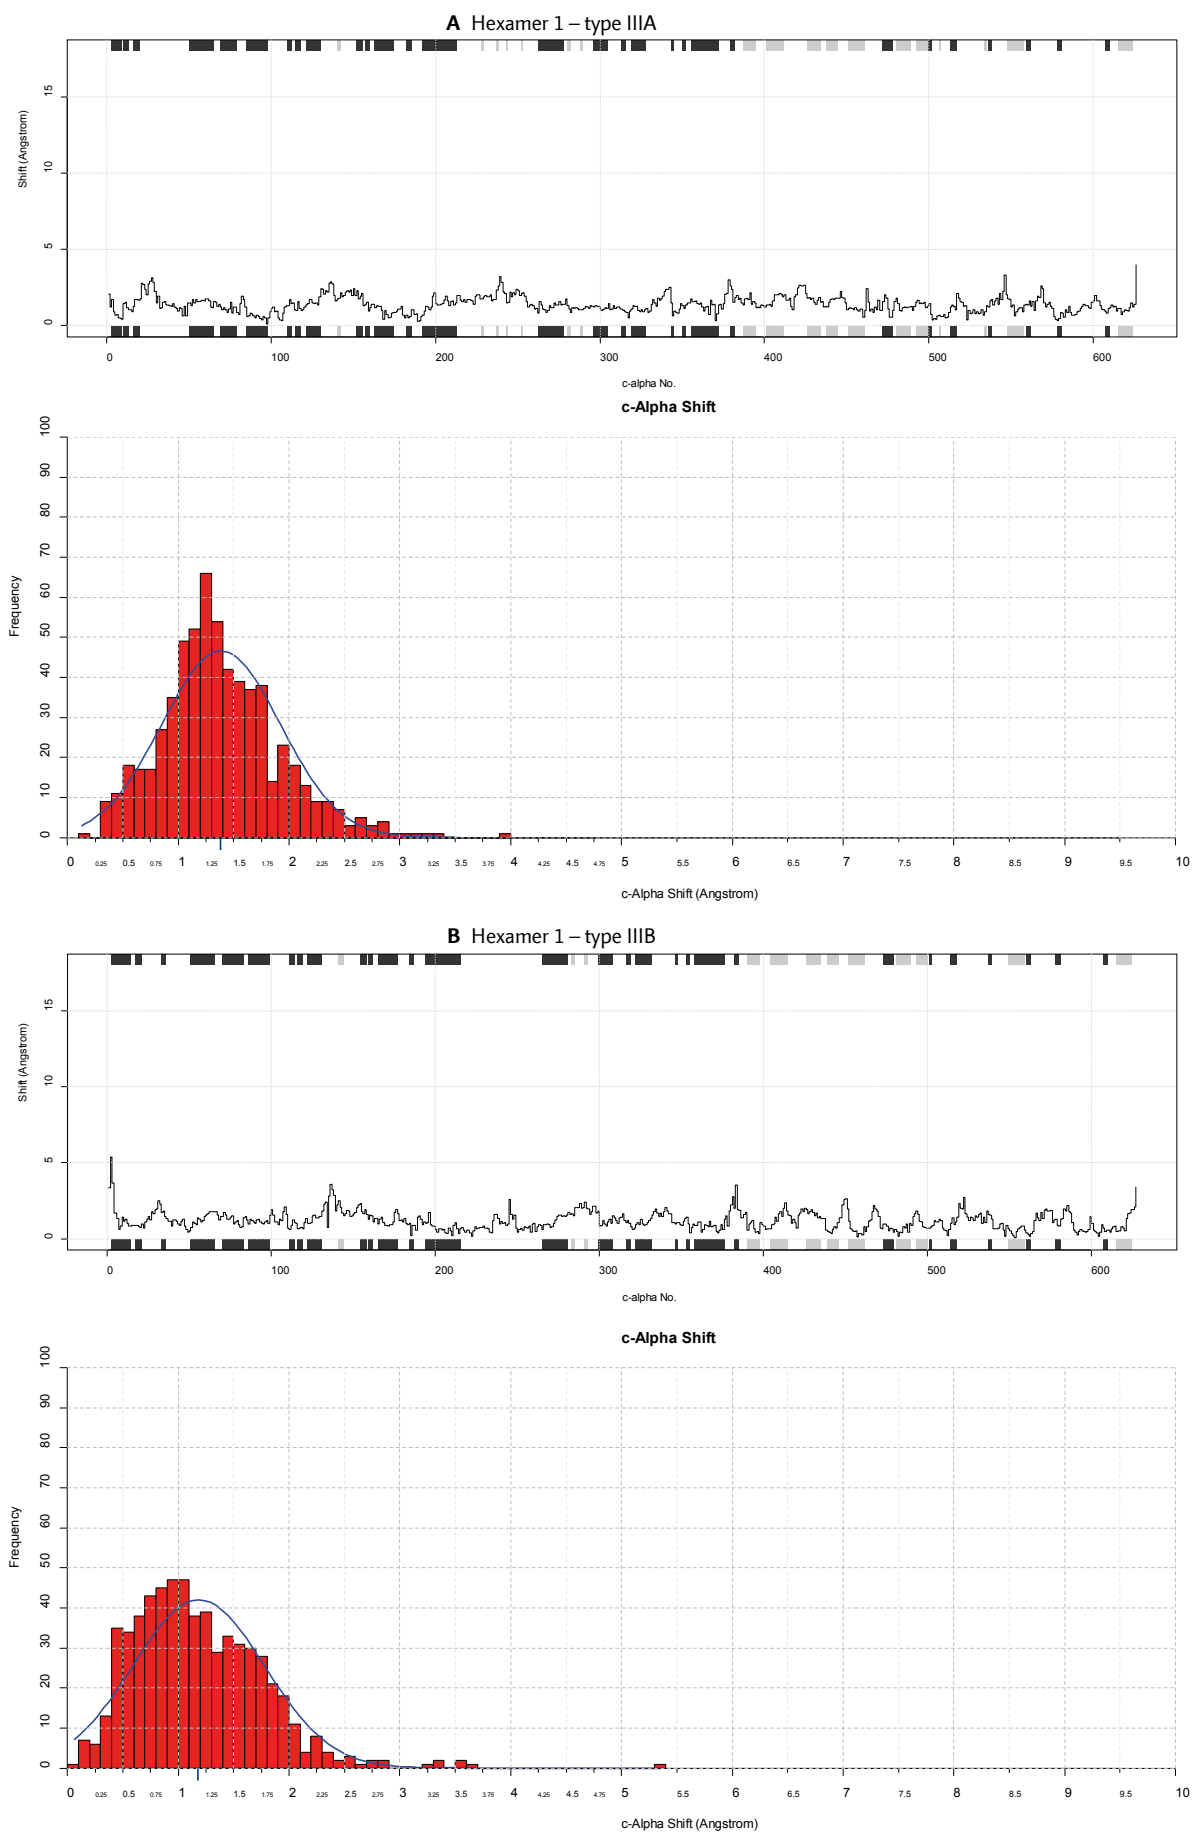 A Hexamer 1 – type IIIA
Shift (Angstrom)
15
10
5
0
0 100 200 300 400 500 600
c-alpha No.
c-Alpha Shift
Frequency
100
90
80
70
60
50
40
30
20
10
0
0 0.25 0.5 0.75 1 1.25 1.5 1.75 2 2.25 2.5 2.75 3 3.25 3.5 3.75 4 4.25 4.5 4.75 5 5.5 6 6.5 7 7.5 8 8.5 9 9.5 10
c-Alpha Shift (Angstrom)
B Hexamer 1 – type IIIB
Shift (Angstrom)
15
10
5
0
0 100 200 300 400 500 600
c-alpha No.
c-Alpha Shift
Frequency
100
90
80
70
60
50
40
30
20
10
0
0 0.25 0.5 0.75 1 1.25 1.5 1.75 2 2.25 2.5 2.75 3 3.25 3.5 3.75 4 4.25 4.5 4.75 5 5.5 6 6.5 7 7.5 8 8.5 9 9.5 10
c-Alpha Shift (Angstrom)